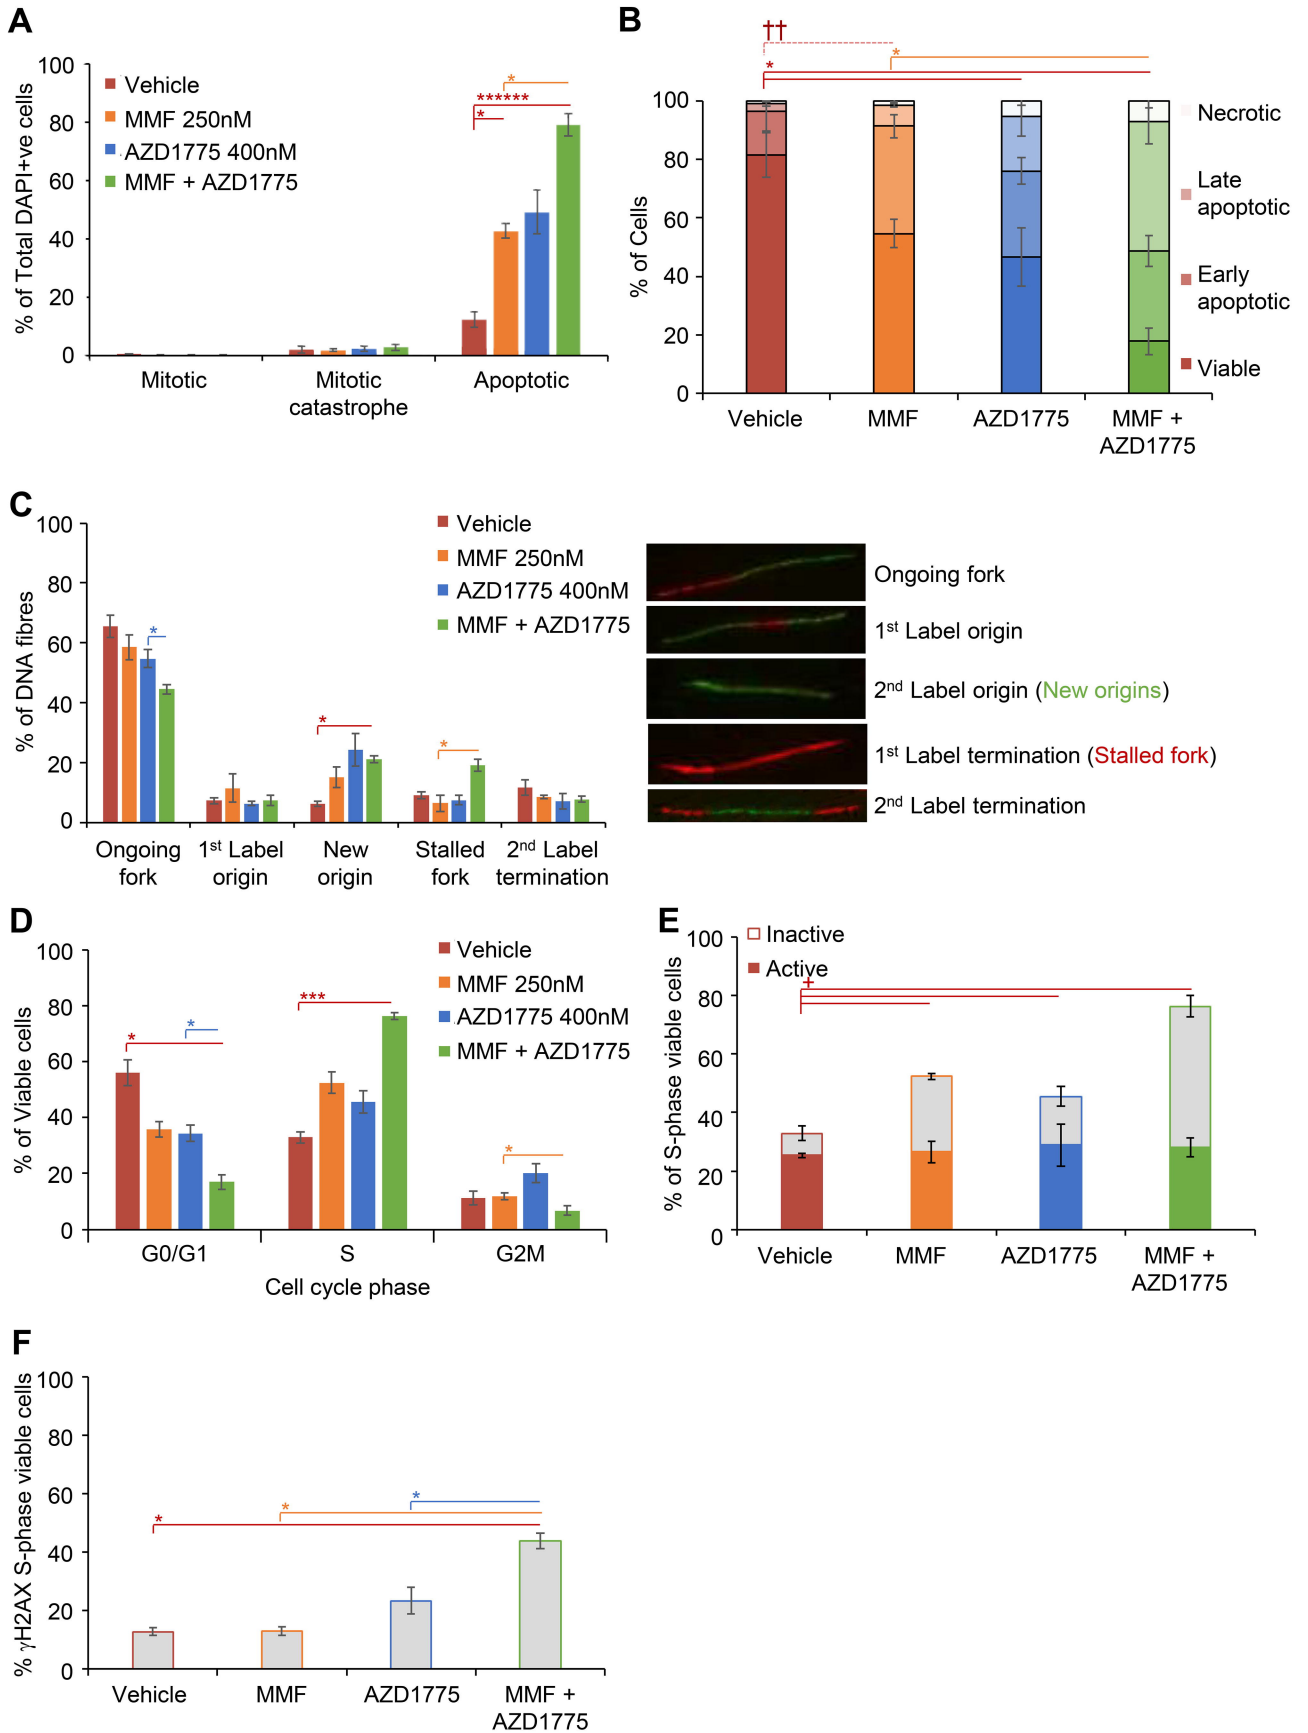 A
% of Total DAPI+ve cells
100
80
60
40
20
0
Vehicle
MMF 250nM
AZD1775 400nM
MMF + AZD1775
*
******
*
Mitotic
Mitotic
catastrophe
Apoptotic
B
% of Cells
††
*
*
100
80
60
40
20
0
Necrotic
Late
apoptotic
Early
apoptotic
Viable
Vehicle
MMF
AZD1775
MMF +
AZD1775
C
% of DNA fibres
100
80
60
40
20
0
Vehicle
MMF 250nM
AZD1775 400nM
MMF + AZD1775
*
*
*
Ongoing
fork
1st Label
origin
New
origin
Stalled
fork
2nd Label
termination
Ongoing fork
1st Label origin
2nd Label origin (New origins)
1st Label termination (Stalled fork)
2nd Label termination
D
% of Viable cells
100
80
60
40
20
0
Vehicle
MMF 250nM
AZD1775 400nM
MMF + AZD1775
*
*
***
*
G0/G1
S
G2M
Cell cycle phase
E
% of S-phase viable cells
100
80
60
40
20
0
Inactive
Active
+
Vehicle
MMF
AZD1775
MMF +
AZD1775
F
% γH2AX S-phase viable cells
100
80
60
40
20
0
*
*
*
Vehicle
MMF
AZD1775
MMF +
AZD1775